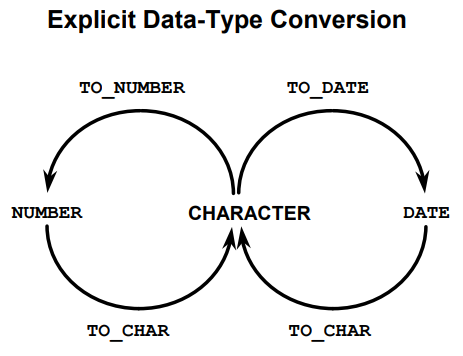 Explicit Data-Type Conversion
TO_NUMBER TO_DATE
NUMBER CHARACTER DATE
TO_CHAR TO_CHAR